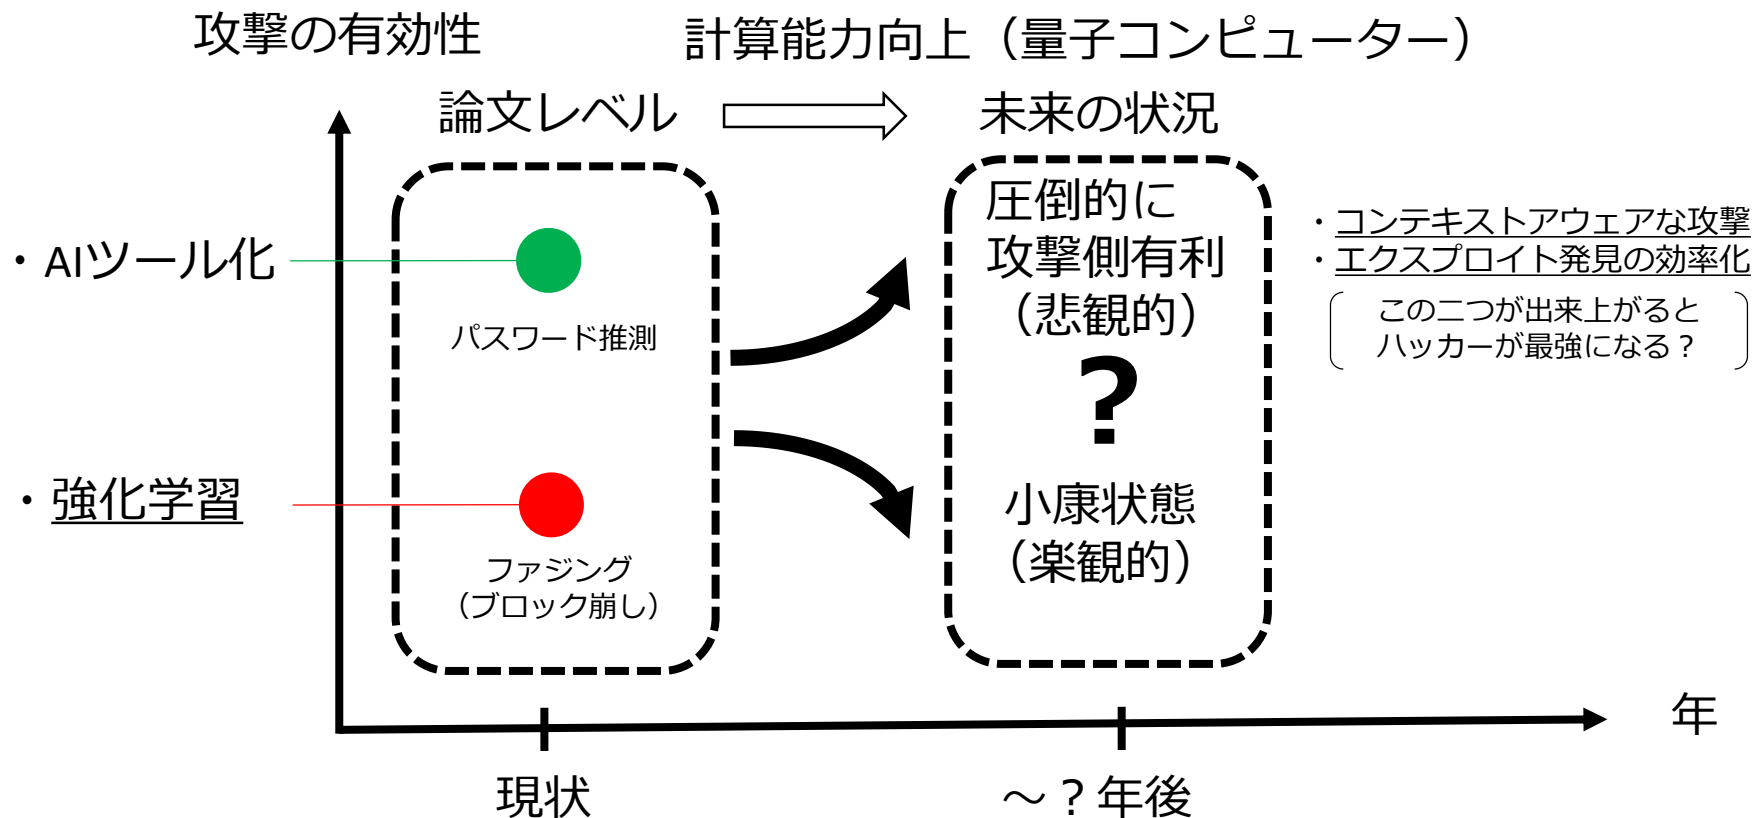 攻撃の有効性
計算能力向上（量子コンピューター）
論文レベル
未来の状況
・AIツール化
パスワード推測
・強化学習
ファジング
（ブロック崩し）
圧倒的に
攻撃側有利
（悲観的）
?
小康状態
（楽観的）
・コンテキストアウェアな攻撃
・エクスプロイト発見の効率化
この二つが出来上がると
ハッカーが最強になる？
年
現状
～？年後